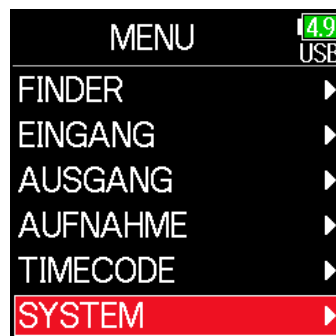 MENU
4.9
USB
FINDER
EINGANG
AUSGANG
AUFNAHME
TIMECODE
SYSTEM